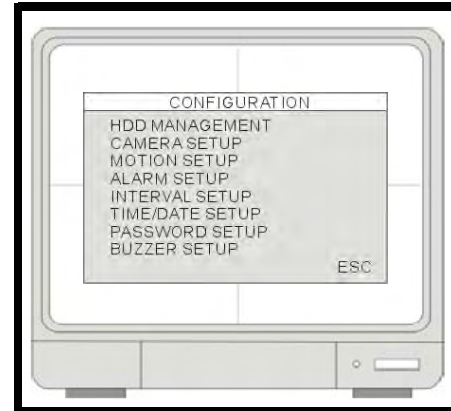 CONFIGURATION
HDD MANAGEMENT
CAMERA SETUP
MOTION SETUP
ALARM SETUP
INTERVAL SETUP
TIME/DATE SETUP
PASSWORD SETUP
BUZZER SETUP
ESC